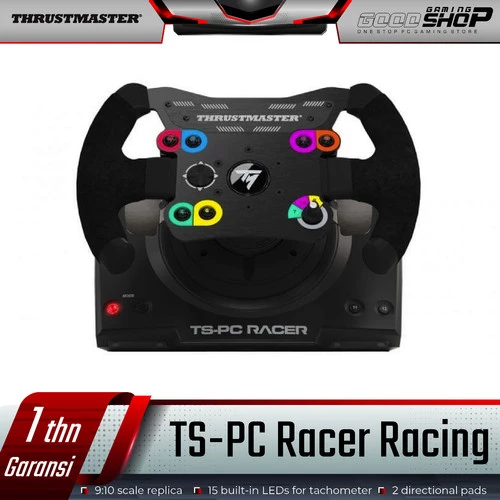 THRUSTMASTER®
GOOD GAMING SHOP
ONE STOP PC GAMING STORE
THRUSTMASTER®
MODE
TS-PC RACER
1 thn
Garansi
TS-PC Racer Racing
9:10 scale replica 15 built-in LEDs for tachometer 2 directional pads